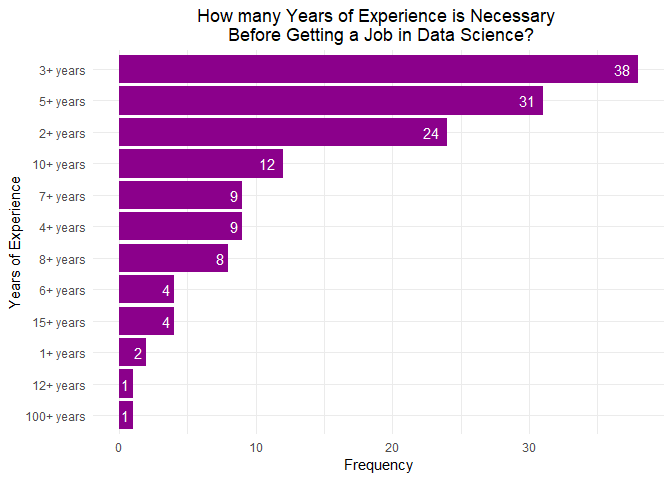 How many Years of Experience is Necessary
Before Getting a Job in Data Science?
Years of Experience
3+ years 38
5+ years 31
2+ years 24
10+ years 12
7+ years 9
4+ years 9
8+ years 8
6+ years 4
15+ years 4
1+ years 2
12+ years 1
100+ years 1
0 10 20 30
Frequency